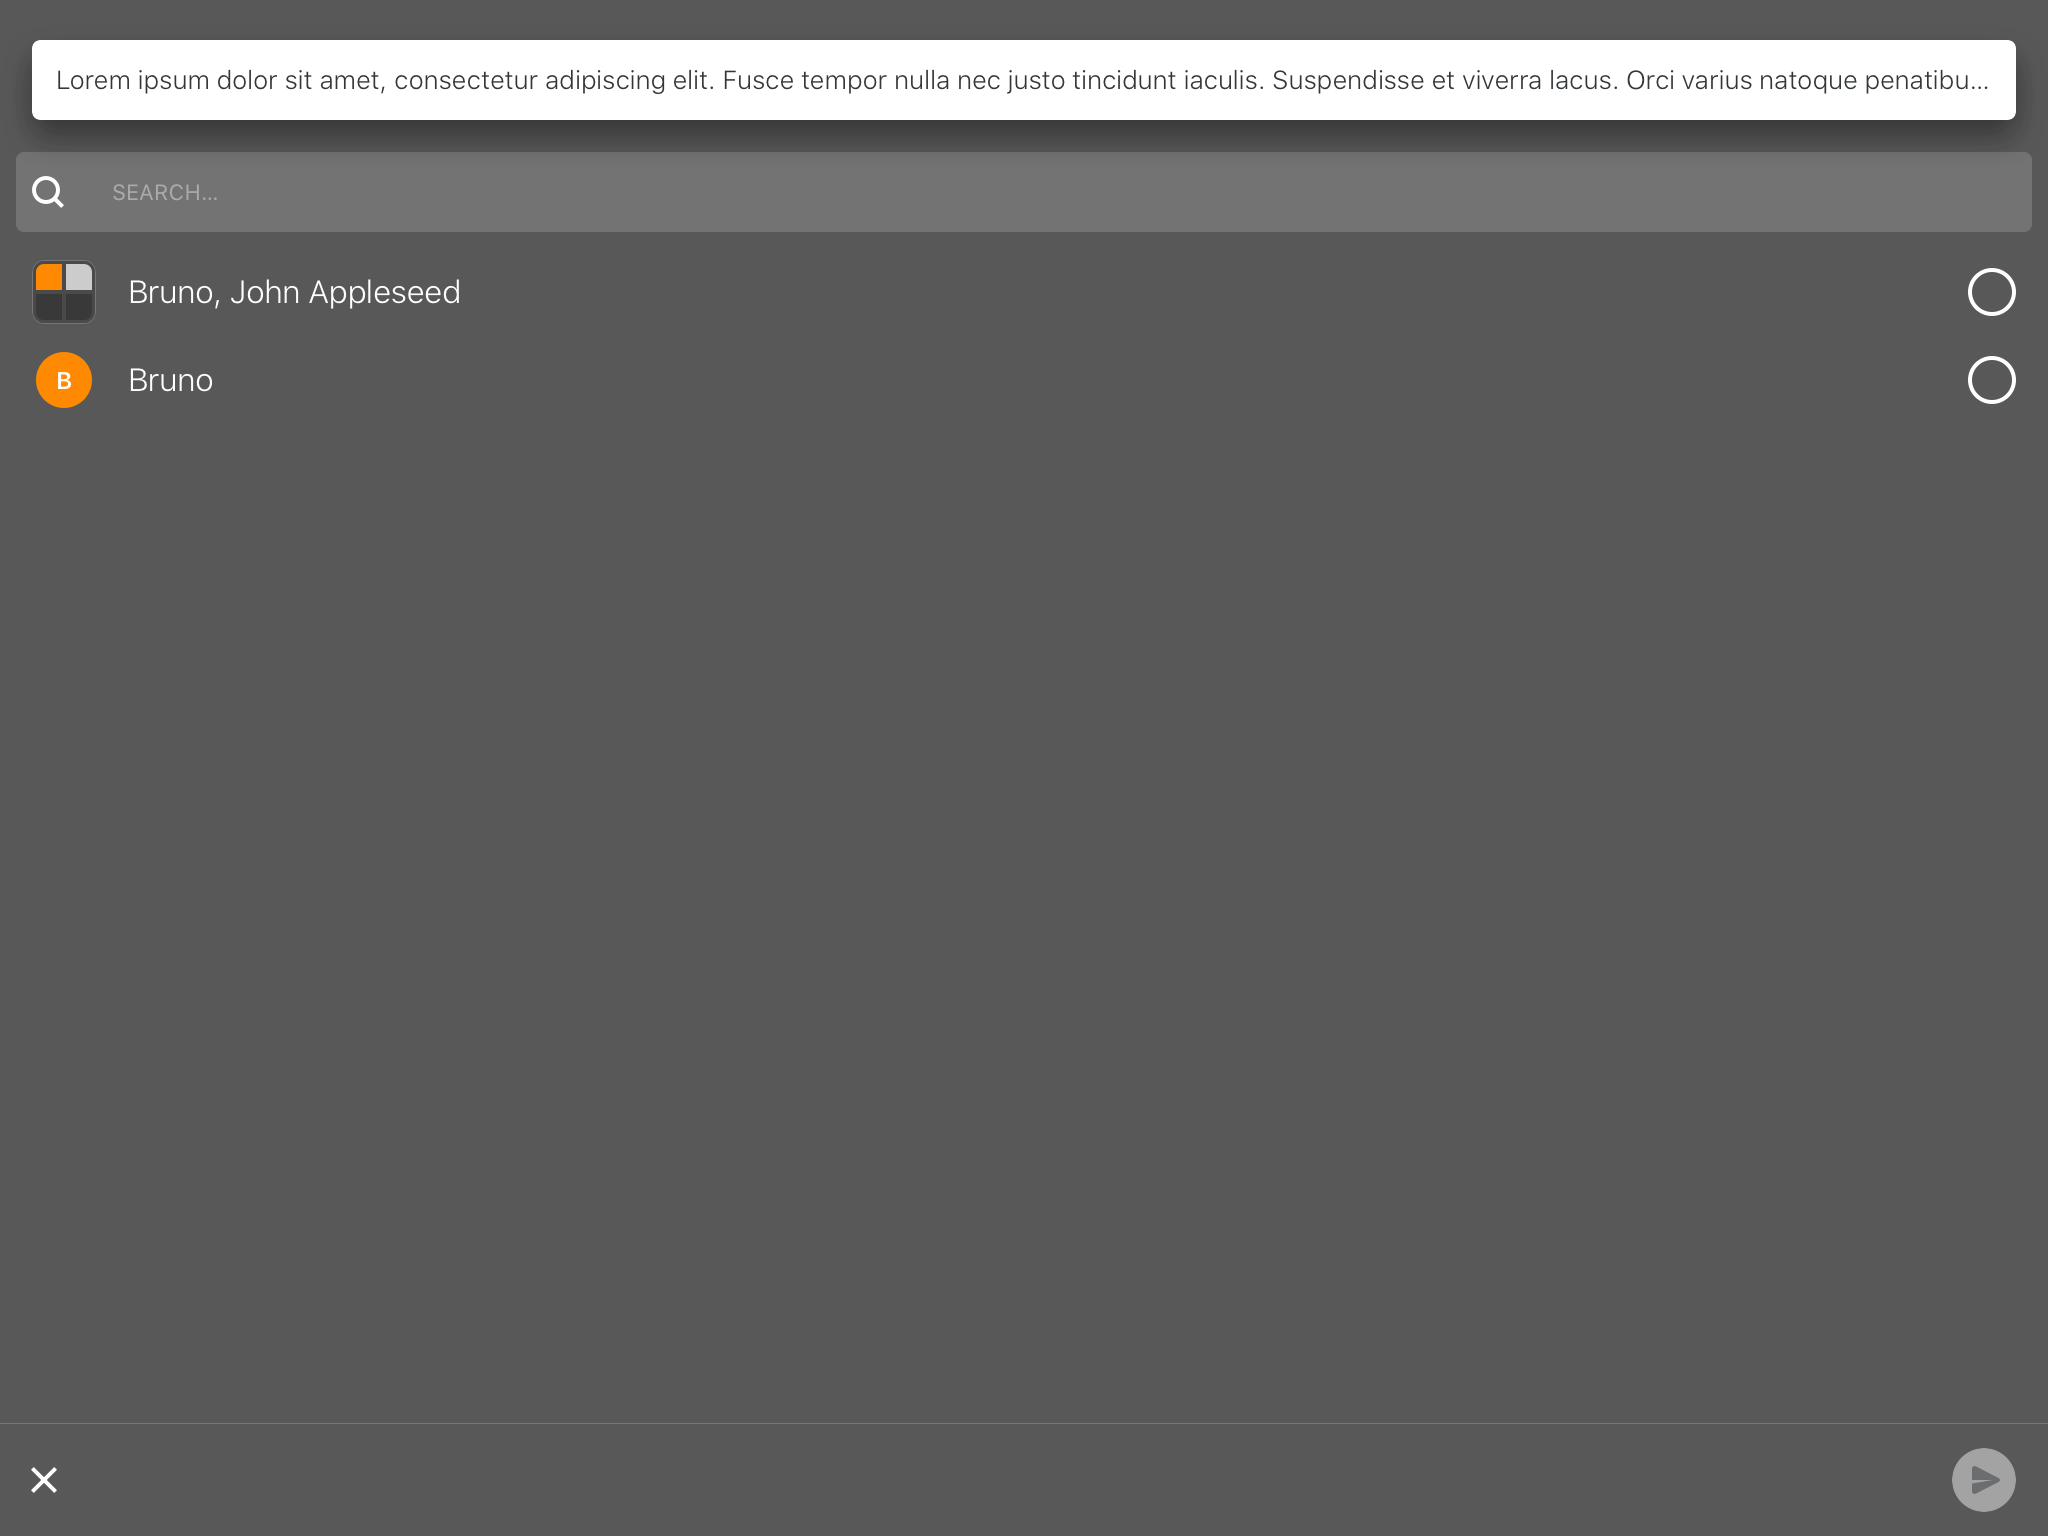 Lorem ipsum dolor sit amet, consectetur adipiscing elit. Fusce tempor nulla nec justo tincidunt iaculis. Suspendisse et viverra lacus. Orci varius natoque penatibu...
SEARCH...
Bruno, John Appleseed
B
Bruno